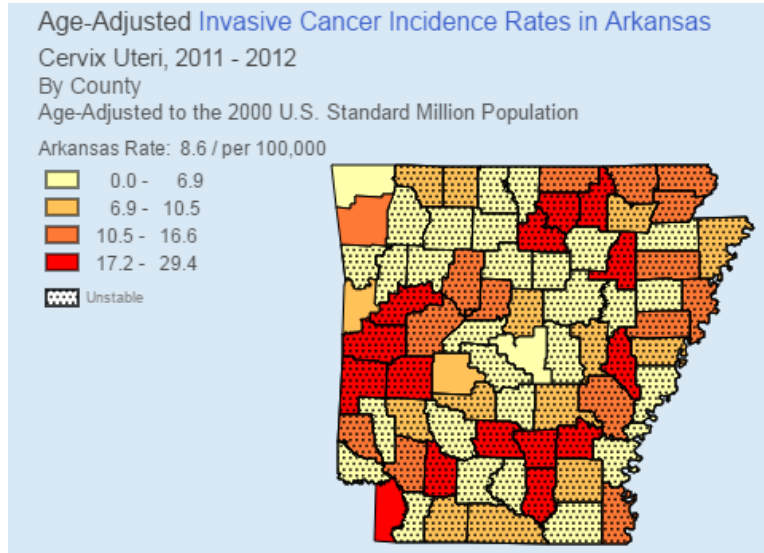 Age-Adjusted Invasive Cancer Incidence Rates in Arkansas
Cervix Uteri, 2011 - 2012
By County
Age-Adjusted to the 2000 U.S. Standard Million Population
Arkansas Rate: 8.6 / per 100,000
0.0 - 6.9
6.9 - 10.5
10.5 - 16.6
17.2 - 29.4
Unstable